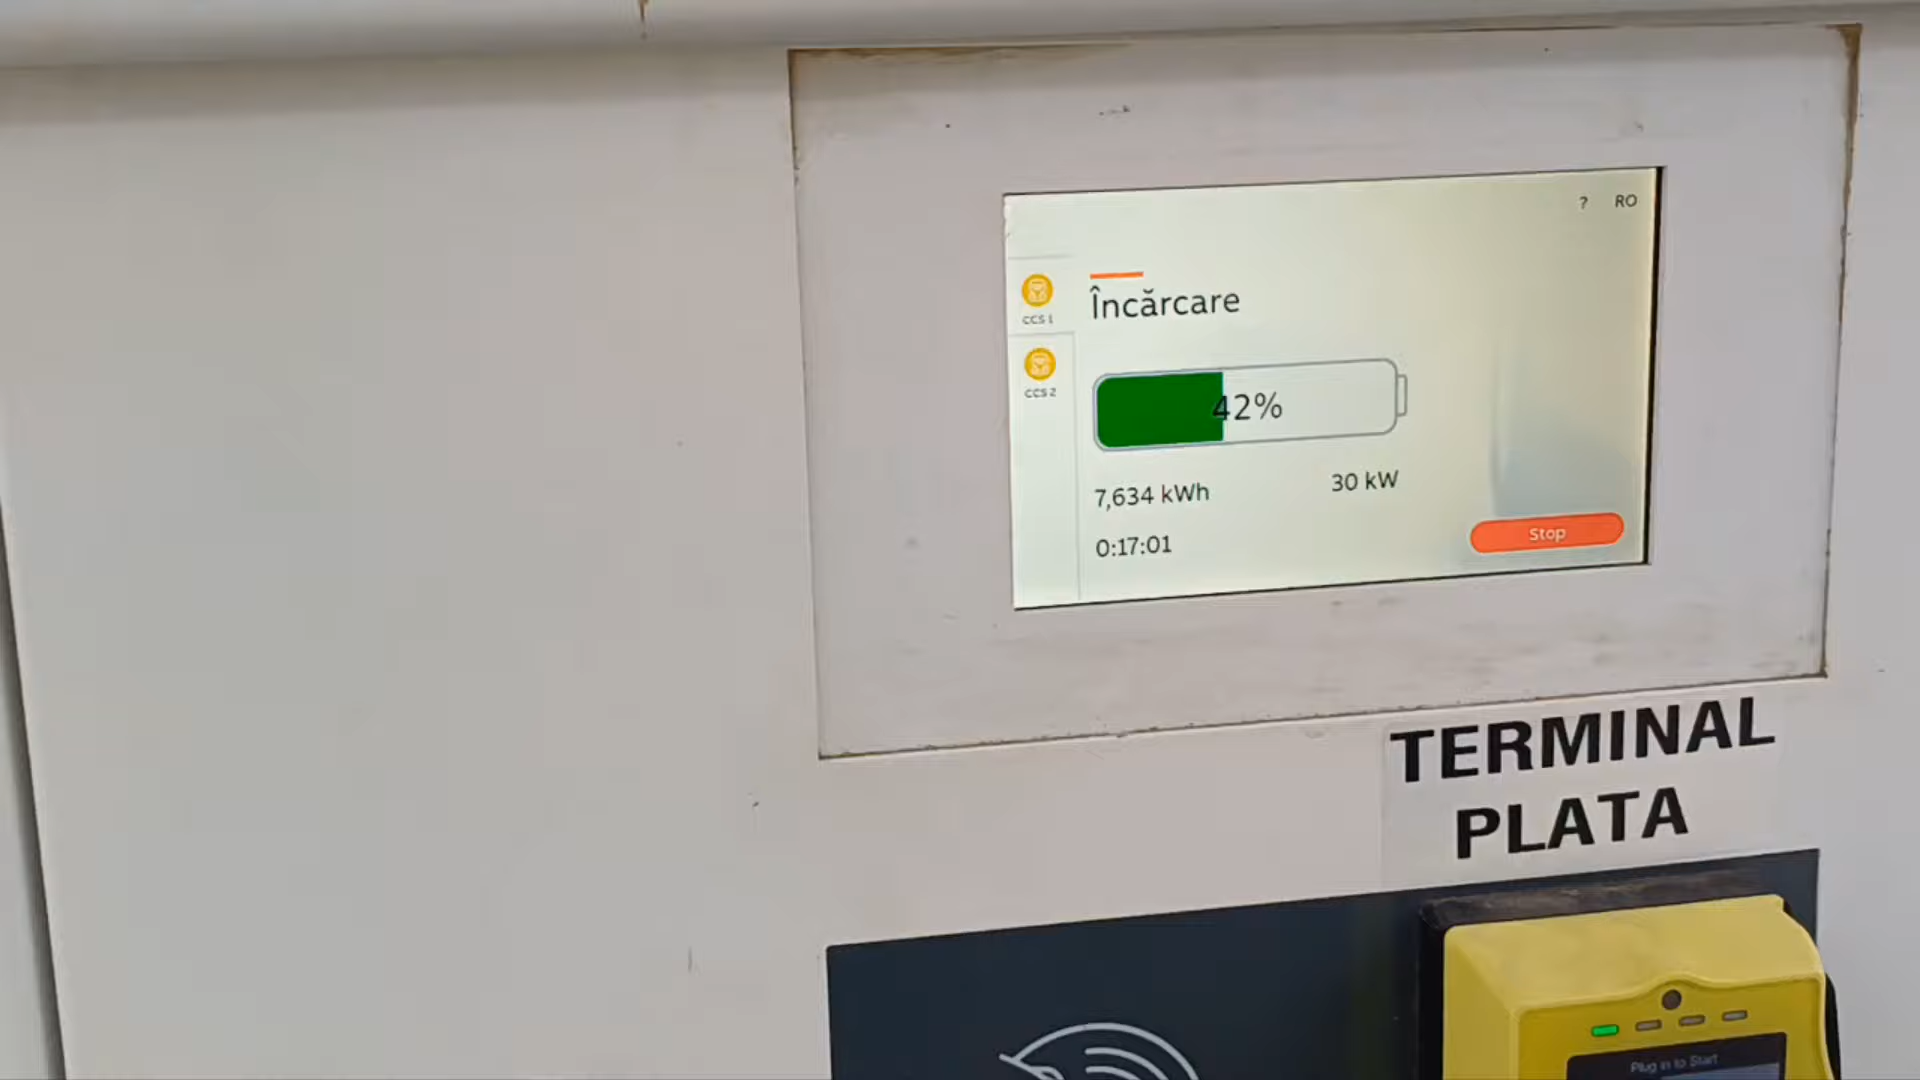 ? RO
CCS 1
Încărcare
CCS 2
42%
7,634 kWh 30 kW
0:17:01
Stop
TERMINAL
PLATA
Plug in to Start